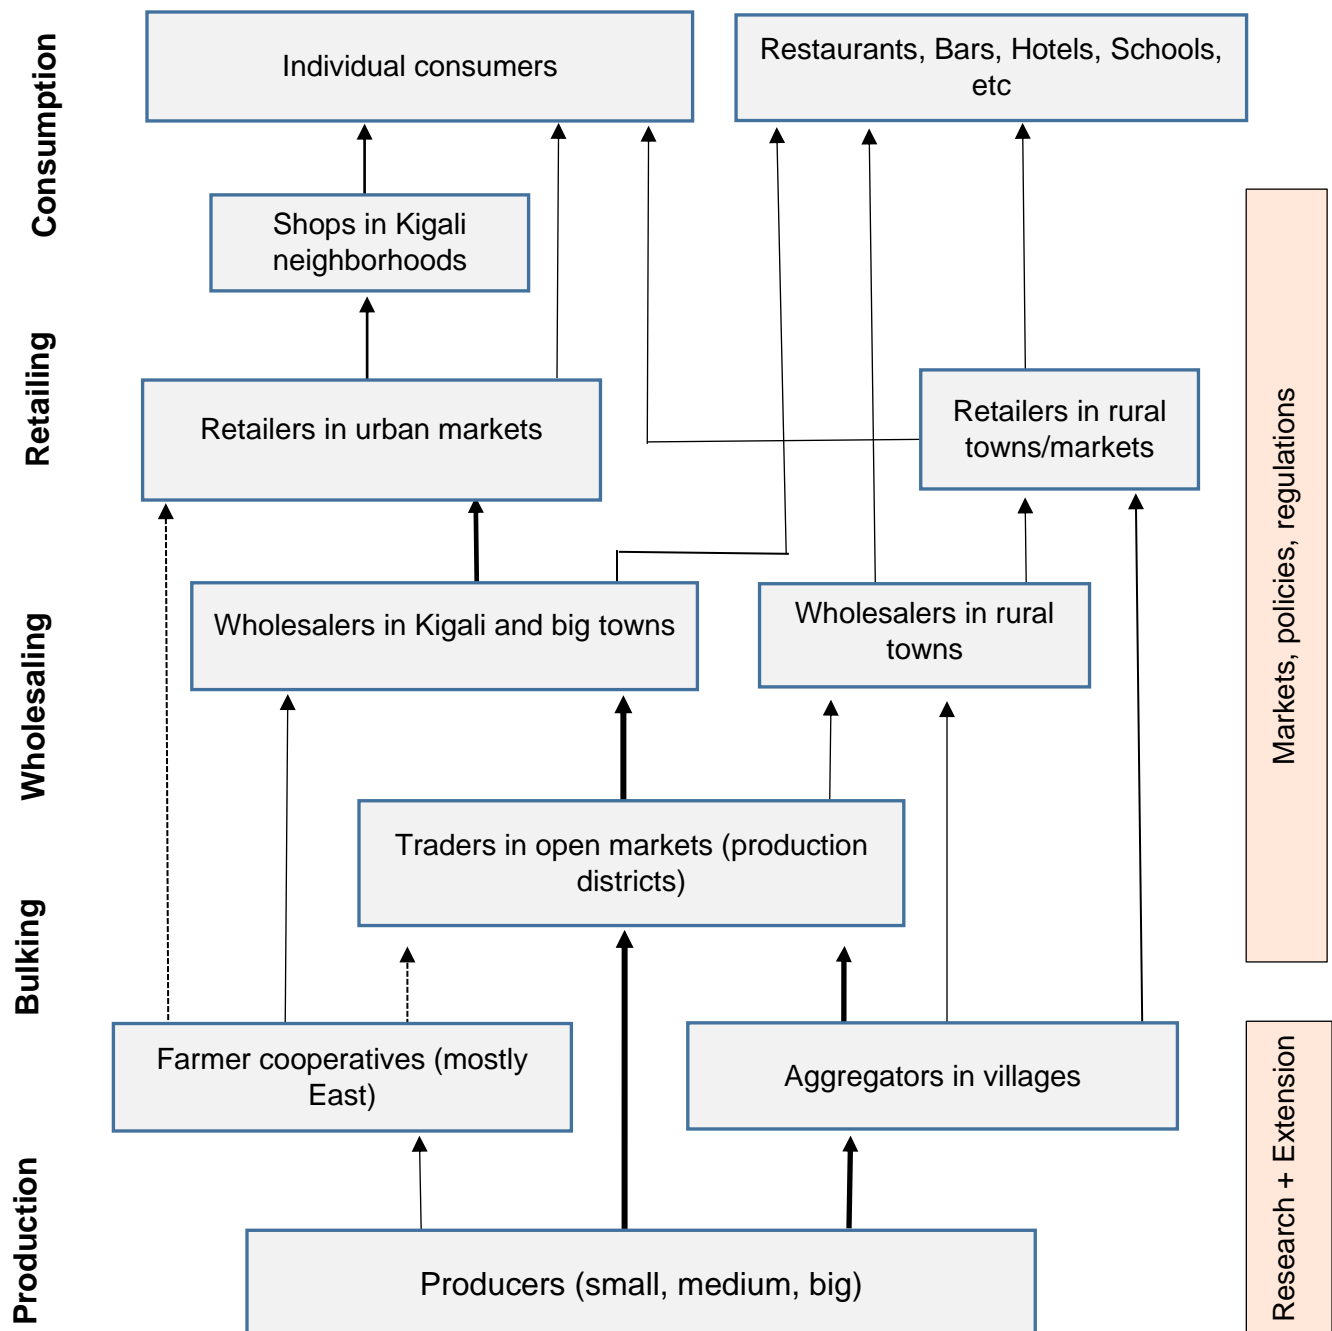 Consumption
Individual consumers
Restaurants, Bars, Hotels, Schools,
etc
Shops in Kigali
neighborhoods
Retailing
Retailers in urban markets
Retailers in rural
towns/markets
Markets, policies, regulations
Wholesaling
Wholesalers in Kigali and big towns
Wholesalers in rural
towns
Traders in open markets (production
districts)
Bulking
Farmer cooperatives (mostly
East)
Aggregators in villages
Research + Extension
Production
Producers (small, medium, big)